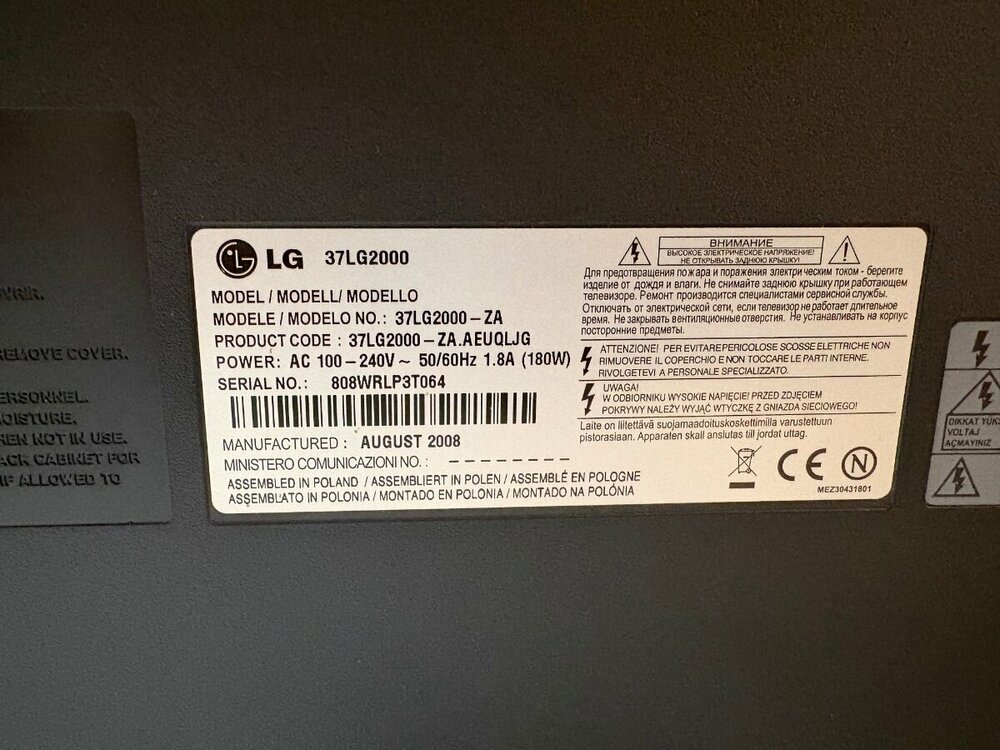 REMOVE COVER.
HEN NOT IN USE.
ACK CABINET FOR
IF ALLOWED TO
LG 37LG2000
MODEL / MODELL/ MODELLO
MODELE / MODELO NO.: 37LG2000-ZA
PRODUCT CODE : 37LG2000-ZA.AEUQLJG
POWER: AC 100-240V~ 50/60Hz 1.8A (180W)
SERIAL NO.: 808WRLP3T064
MANUFACTURED : AUGUST 2008
MINISTERO COMUNICAZIONI NO. : - - - - - - - - - -
ASSEMBLED IN POLAND / ASSEMBLIERT IN POLEN / ASSEMBLÉ EN POLOGNE
ASSEMBLATO IN POLONIA / MONTADO EN POLONIA / MONTADO NA POLÓNIA
ВНИМАНИЕ
ВЫСОКОЕ ЭЛЕКТРИЧЕСКОЕ НАПРЯЖЕНИЕ!
НЕ ОТКРЫВАТЬ ЗАДНЮЮ КРЫШКУ!
Для предотвращения пожара и поражения электрическим током - берегите
изделие от дождя и влаги. Не снимайте заднюю крышку при работающем
телевизоре. Ремонт производится специалистами сервисной службы.
Отключать от электрической сети, если телевизор не работает длительное
время. Не закрывать вентиляционные отверстия. Не устанавливать на корпус
посторонние предметы.
ATTENZIONE! PER EVITARE PERICOLOSE SCOSSE ELETTRICHE NON
RIMUOVERE IL COPERCHIO E NON TOCCARE LE PARTI INTERNE.
RIVOLGETEVI A PERSONALE SPECIALIZZATO.
UWAGA!
W ODBIORNIKU WYSOKIE NAPIĘCIE! PRZED ZDJĘCIEM
POKRYWY NALEŻY WYJĄĆ WTYCZKĘ Z GNIAZDA SIECIOWEGO!
Laite on liitettävä suojamaadoituskoskettimilla varustettuun
pistorasiaan. Apparaten skall anslutas till jordat uttag.
CE N
MEZ30431801
DIKKAT YÜK
VOLTAJ
AÇMAYINIZ